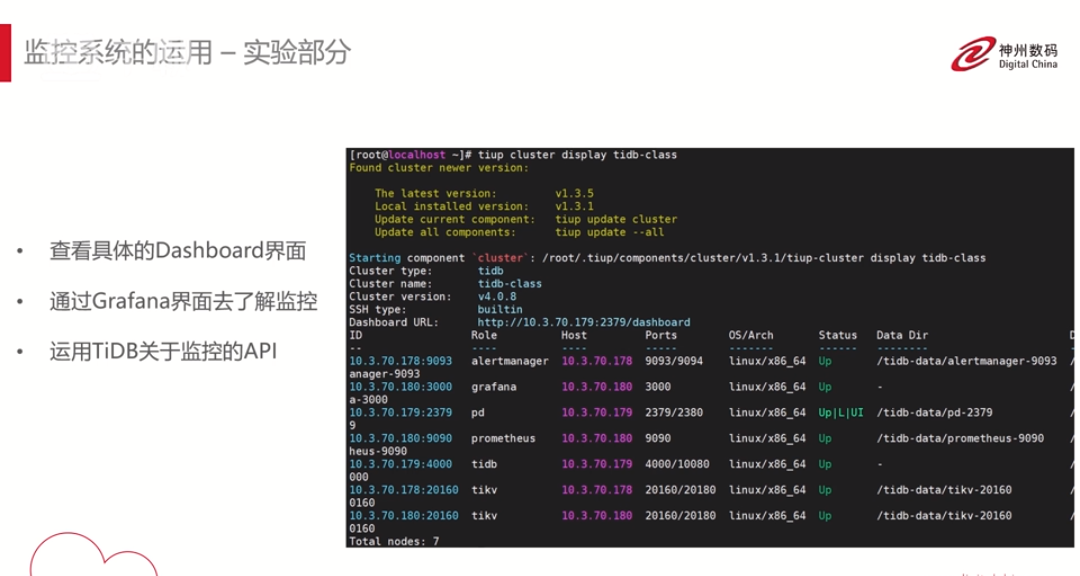 监控系统的运用 – 实验部分
神州数码
Digital China
• 查看具体的Dashboard界面
• 通过Grafana界面去了解监控
• 运用TiDB关于监控的API
[root@localhost ~]# tiup cluster display tidb-class
Found cluster newer version:
The latest version: v1.3.5
Local installed version: v1.3.1
Update current component: tiup update cluster
Update all components: tiup update --all
Starting component `cluster`: /root/.tiup/components/cluster/v1.3.1/tiup-cluster display tidb-class
Cluster type: tidb
Cluster name: tidb-class
Cluster version: v4.0.8
SSH type: builtin
Dashboard URL: http://10.3.70.179:2379/dashboard
ID Role Host Ports OS/Arch Status Data Dir D
-- ---- ---- ----- ------- ------ -------- -
10.3.70.178:9093 alertmanager 10.3.70.178 9093/9094 linux/x86_64 Up /tidb-data/alertmanager-9093 /
anager-9093
10.3.70.180:3000 grafana 10.3.70.180 3000 linux/x86_64 Up - /
a-3000
10.3.70.179:2379 pd 10.3.70.179 2379/2380 linux/x86_64 Up|L|UI /tidb-data/pd-2379 /
9
10.3.70.180:9090 prometheus 10.3.70.180 9090 linux/x86_64 Up /tidb-data/prometheus-9090 /
heus-9090
10.3.70.179:4000 tidb 10.3.70.179 4000/10080 linux/x86_64 Up - /
000
10.3.70.178:20160 tikv 10.3.70.178 20160/20180 linux/x86_64 Up /tidb-data/tikv-20160 /
0160
10.3.70.180:20160 tikv 10.3.70.180 20160/20180 linux/x86_64 Up /tidb-data/tikv-20160 /
0160
Total nodes: 7